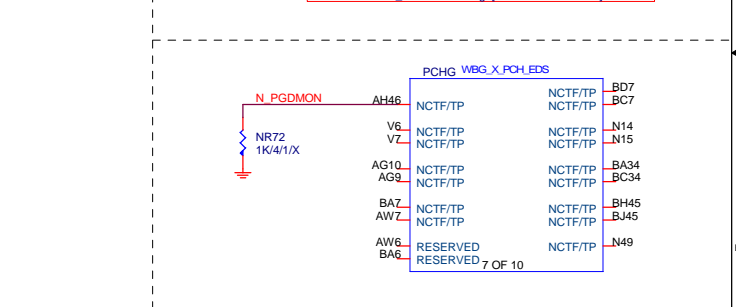 PCHG WBG_X_PCH_EDS
N_PGDMON
NR72
1K/4/1/X
AH46 NCTF/TP
V6 NCTF/TP
V7 NCTF/TP
AG10 NCTF/TP
AG9 NCTF/TP
BA7 NCTF/TP
AW7 NCTF/TP
AW6 RESERVED
BA6 RESERVED
NCTF/TP BD7
NCTF/TP BC7
NCTF/TP N14
NCTF/TP N15
NCTF/TP BA34
NCTF/TP BC34
NCTF/TP BH45
NCTF/TP BJ45
NCTF/TP N49
7 OF 10